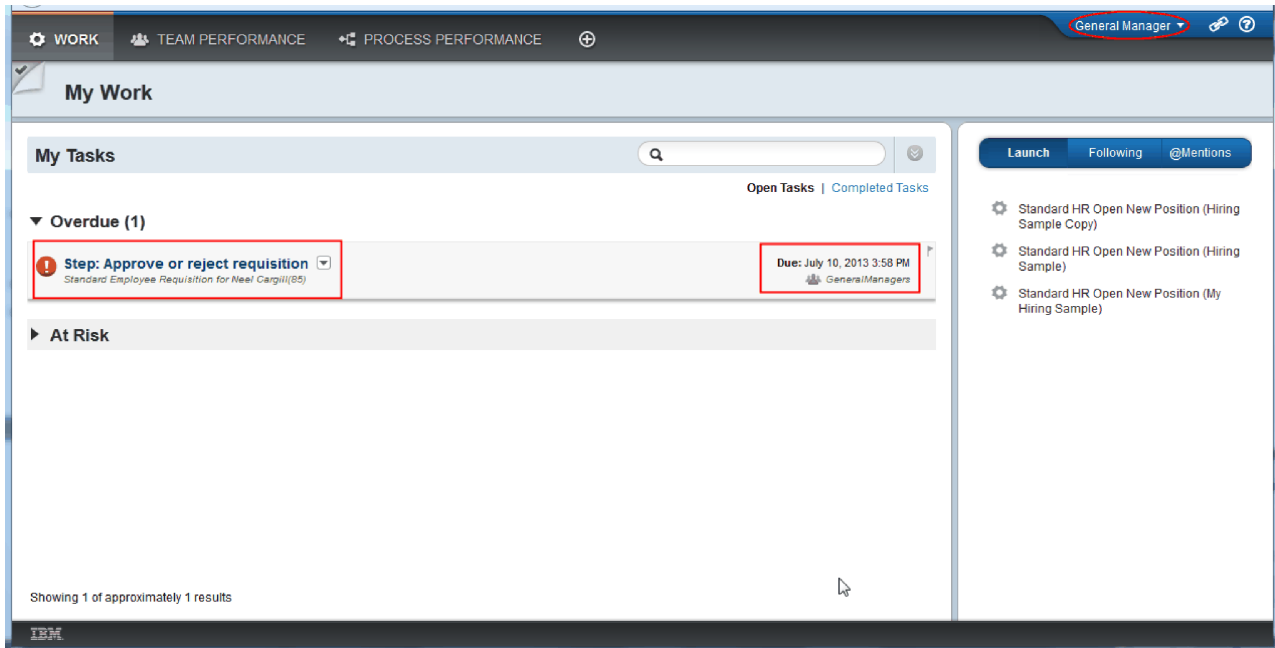 WORK TEAM PERFORMANCE PROCESS PERFORMANCE General Manager
My Work
My Tasks
Open Tasks | Completed Tasks
Overdue (1)
Step: Approve or reject requisition
Standard Employee Requisition for Neel Cargill(85)
Due: July 10, 2013 3:58 PM
GeneralManagers
At Risk
Showing 1 of approximately 1 results
Launch Following @Mentions
Standard HR Open New Position (Hiring
Sample Copy)
Standard HR Open New Position (Hiring
Sample)
Standard HR Open New Position (My
Hiring Sample)
IBM.